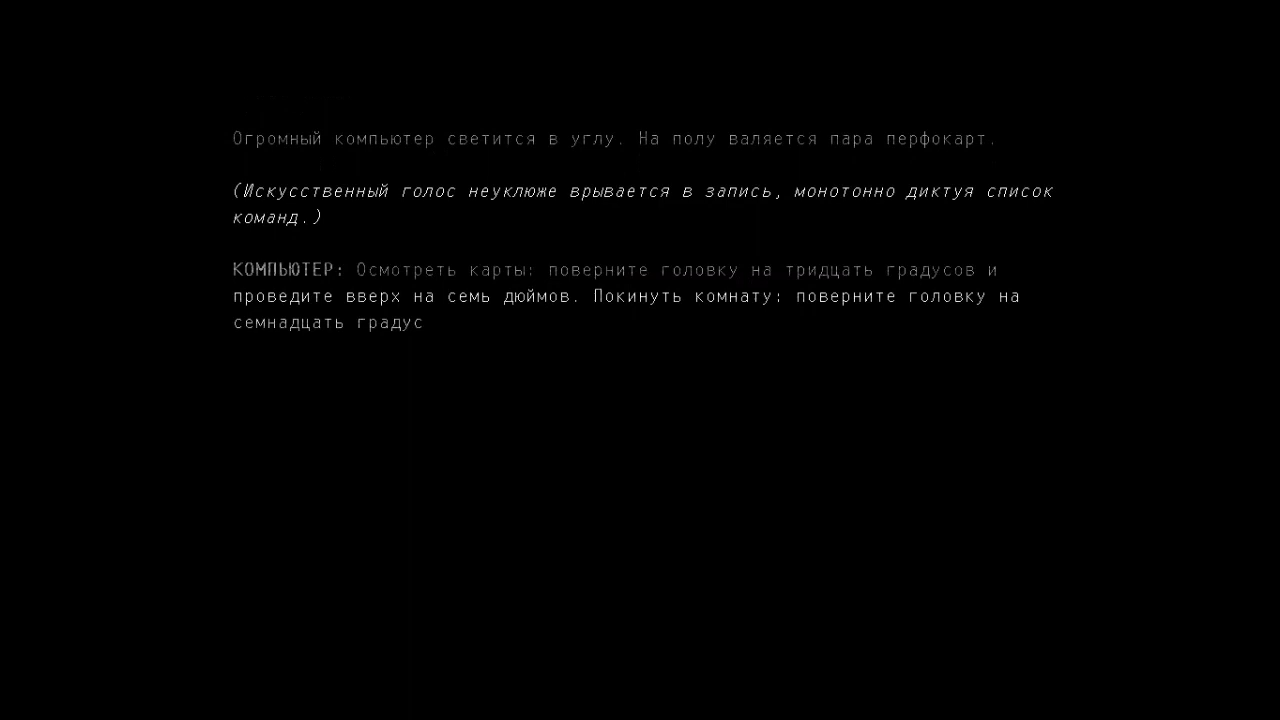 Огромный компьютер светится в углу. На полу валяется пара перфокарт.
(Искусственный голос неуклюже врывается в запись, монотонно диктуя список
команд.)
КОМПЬЮТЕР: Осмотреть карты: поверните головку на тридцать градусов и
проведите вверх на семь дюймов. Покинуть комнату: поверните головку на
семнадцать градус